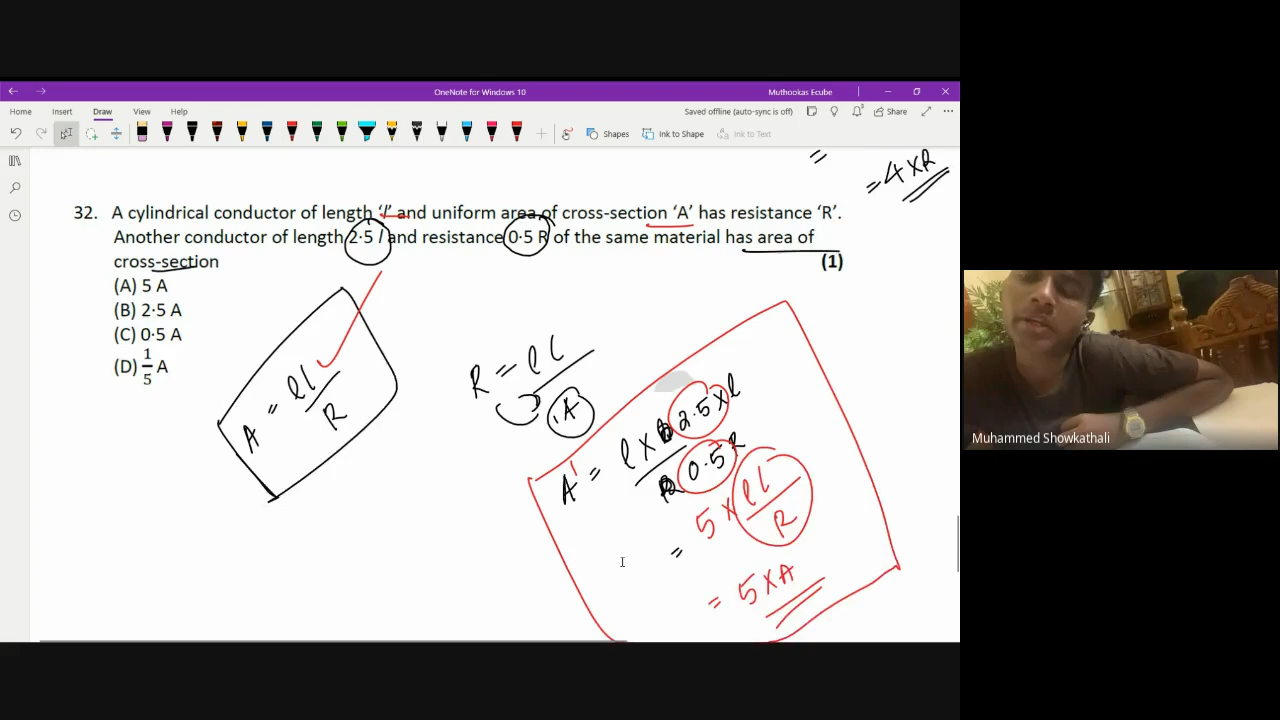 OneNote for Windows 10
Muthookas Ecube
Home Insert Draw View Help
Saved offline (auto-sync is off)
Share
Shapes
Ink to Shape
Ink to Text
=
= 4 x R
32. A cylindrical conductor of length 'l' and uniform area of cross-section 'A' has resistance 'R'.
Another conductor of length 2·5 l and resistance 0·5 R of the same material has area of
cross-section (1)
(A) 5 A
(B) 2·5 A
(C) 0·5 A
(D) 1/5 A
A = ρl/R
R = ρl/A
A' = ρ x 2.5 x l / 0.5 R
= 5 x ρl/R
= 5 x A
Muhammed Showkathali